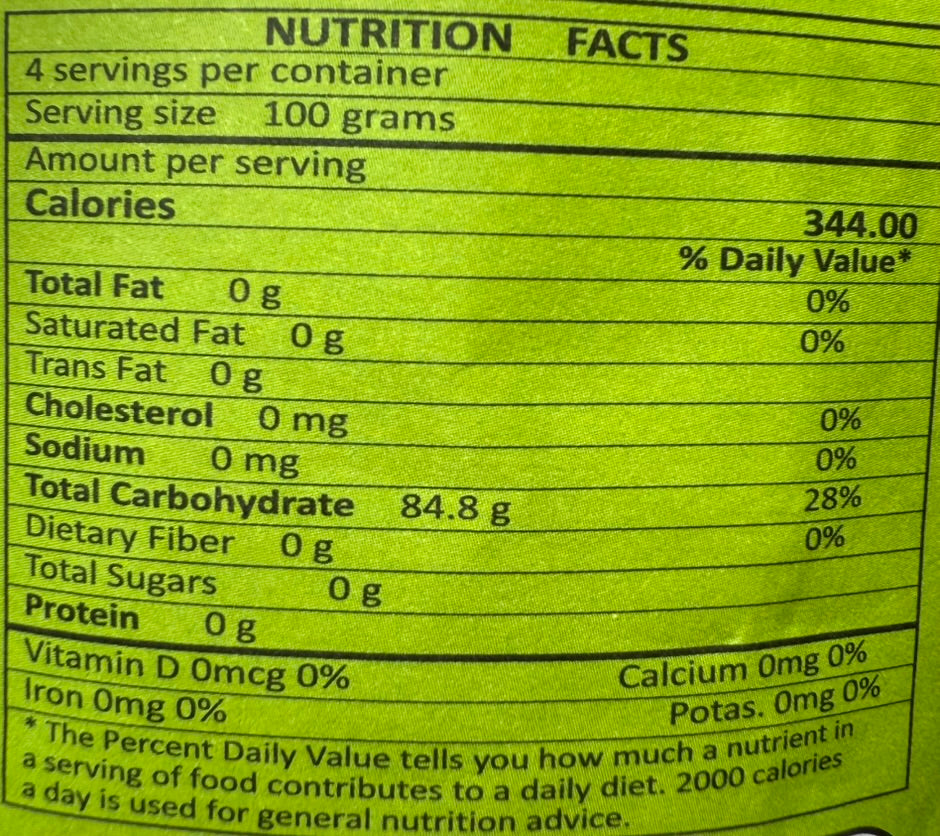 NUTRITION FACTS
4 servings per container
Serving size 100 grams
Amount per serving
Calories 344.00
% Daily Value*
Total Fat 0 g 0%
Saturated Fat 0 g 0%
Trans Fat 0 g
Cholesterol 0 mg 0%
Sodium 0 mg 0%
Total Carbohydrate 84.8 g 28%
Dietary Fiber 0 g 0%
Total Sugars 0 g
Protein 0 g
Vitamin D 0mcg 0% Calcium 0mg 0%
Iron 0mg 0% Potas. 0mg 0%
* The Percent Daily Value tells you how much a nutrient in
a serving of food contributes to a daily diet. 2000 calories
a day is used for general nutrition advice.